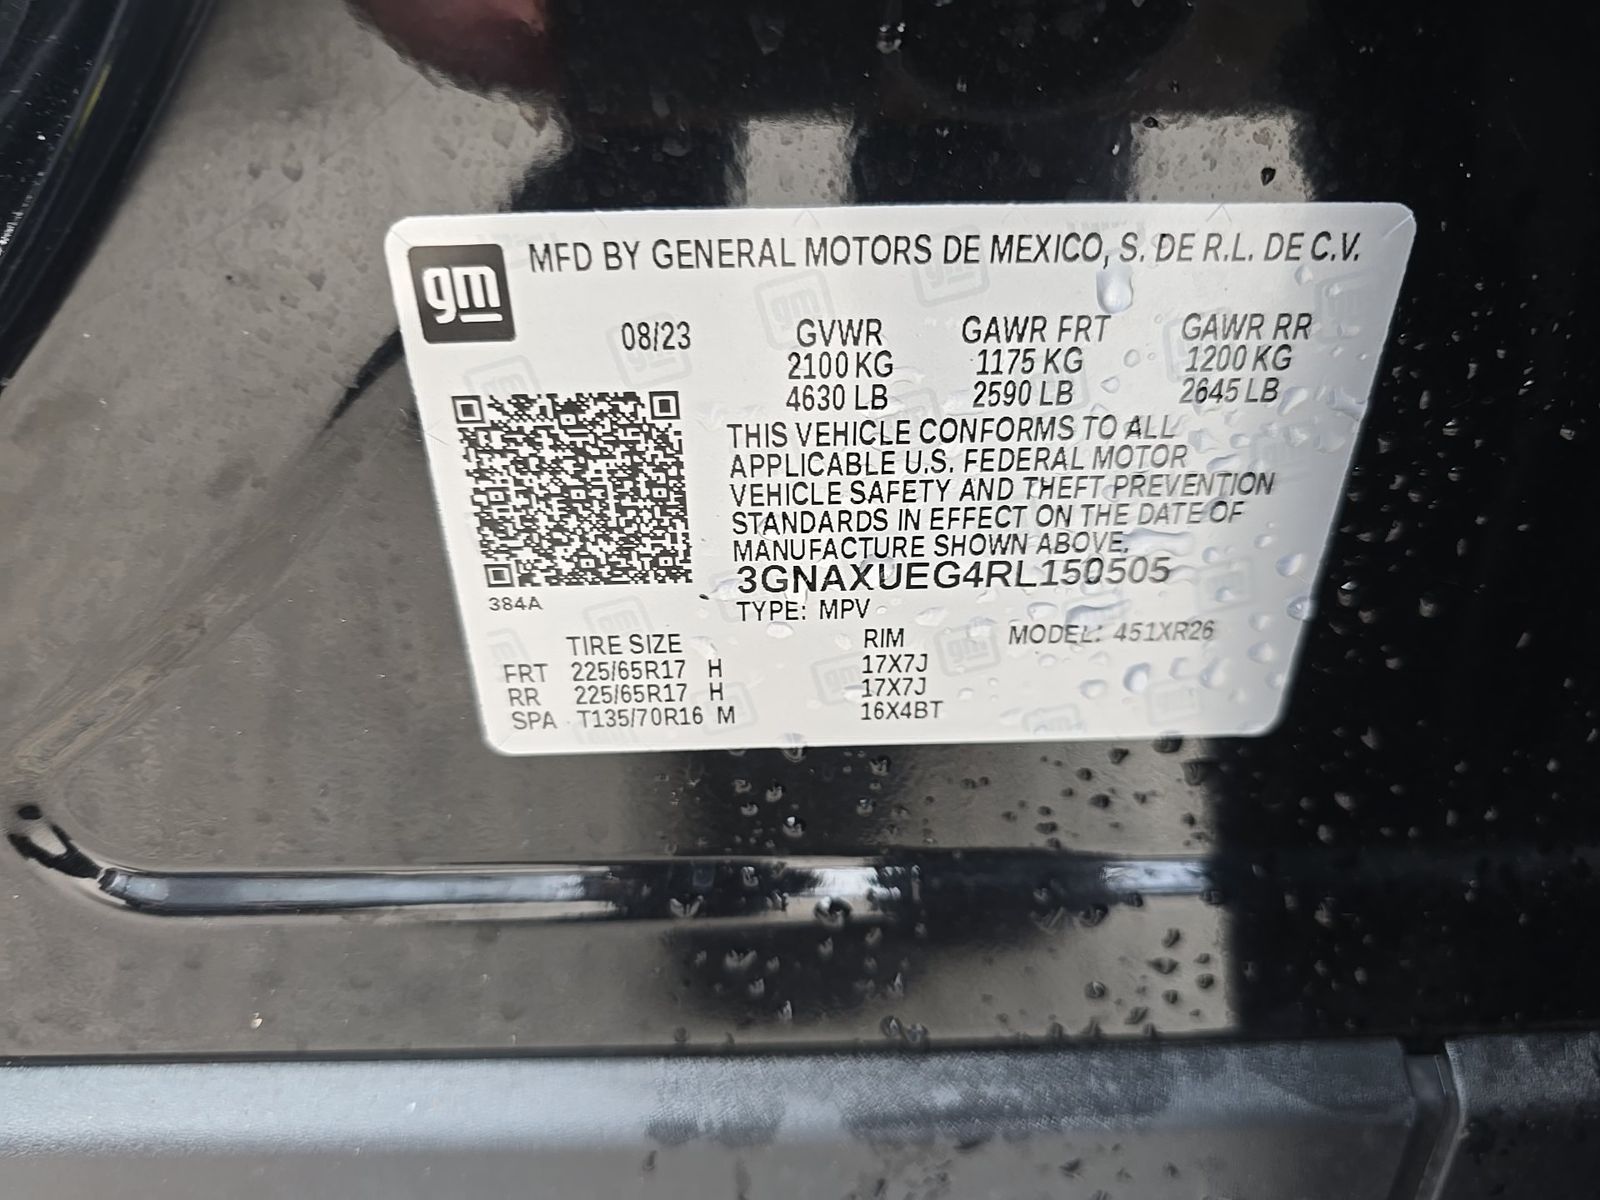 gm
MFD BY GENERAL MOTORS DE MEXICO, S. DE R.L. DE C.V.
08/23 GVWR GAWR FRT GAWR RR
2100 KG 1175 KG 1200 KG
4630 LB 2590 LB 2645 LB
THIS VEHICLE CONFORMS TO ALL
APPLICABLE U.S. FEDERAL MOTOR
VEHICLE SAFETY AND THEFT PREVENTION
STANDARDS IN EFFECT ON THE DATE OF
MANUFACTURE SHOWN ABOVE.
3GNAXUEG4RL150505
384A
TYPE: MPV
TIRE SIZE RIM MODEL: 451XR26
FRT 225/65R17 H 17X7J
RR 225/65R17 H 17X7J
SPA T135/70R16 M 16X4BT